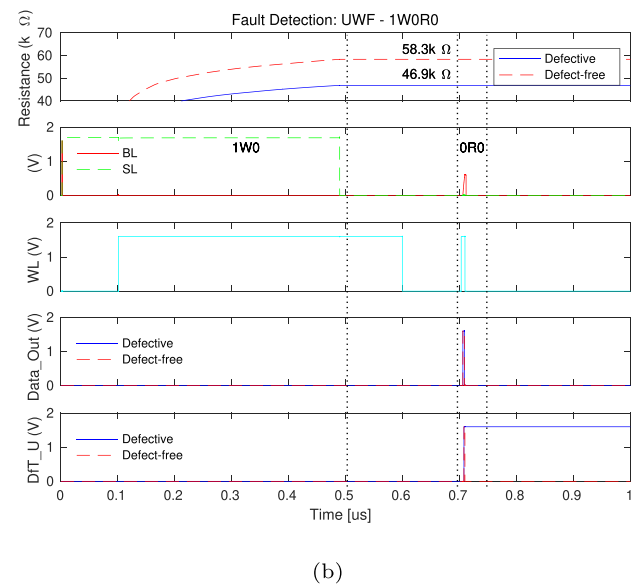 Fault Detection: UWF - 1W0R0
Resistance (k Ω)
70
60
50
40
58.3k Ω
46.9k Ω
Defective
Defect-free
(V)
2
1
0
BL
SL
1W0
0R0
WL (V)
2
1
0
Data_Out (V)
2
1
0
Defective
Defect-free
DfT_U (V)
2
1
0
Defective
Defect-free
0 0.1 0.2 0.3 0.4 0.5 0.6 0.7 0.8 0.9 1
Time [us]
(b)